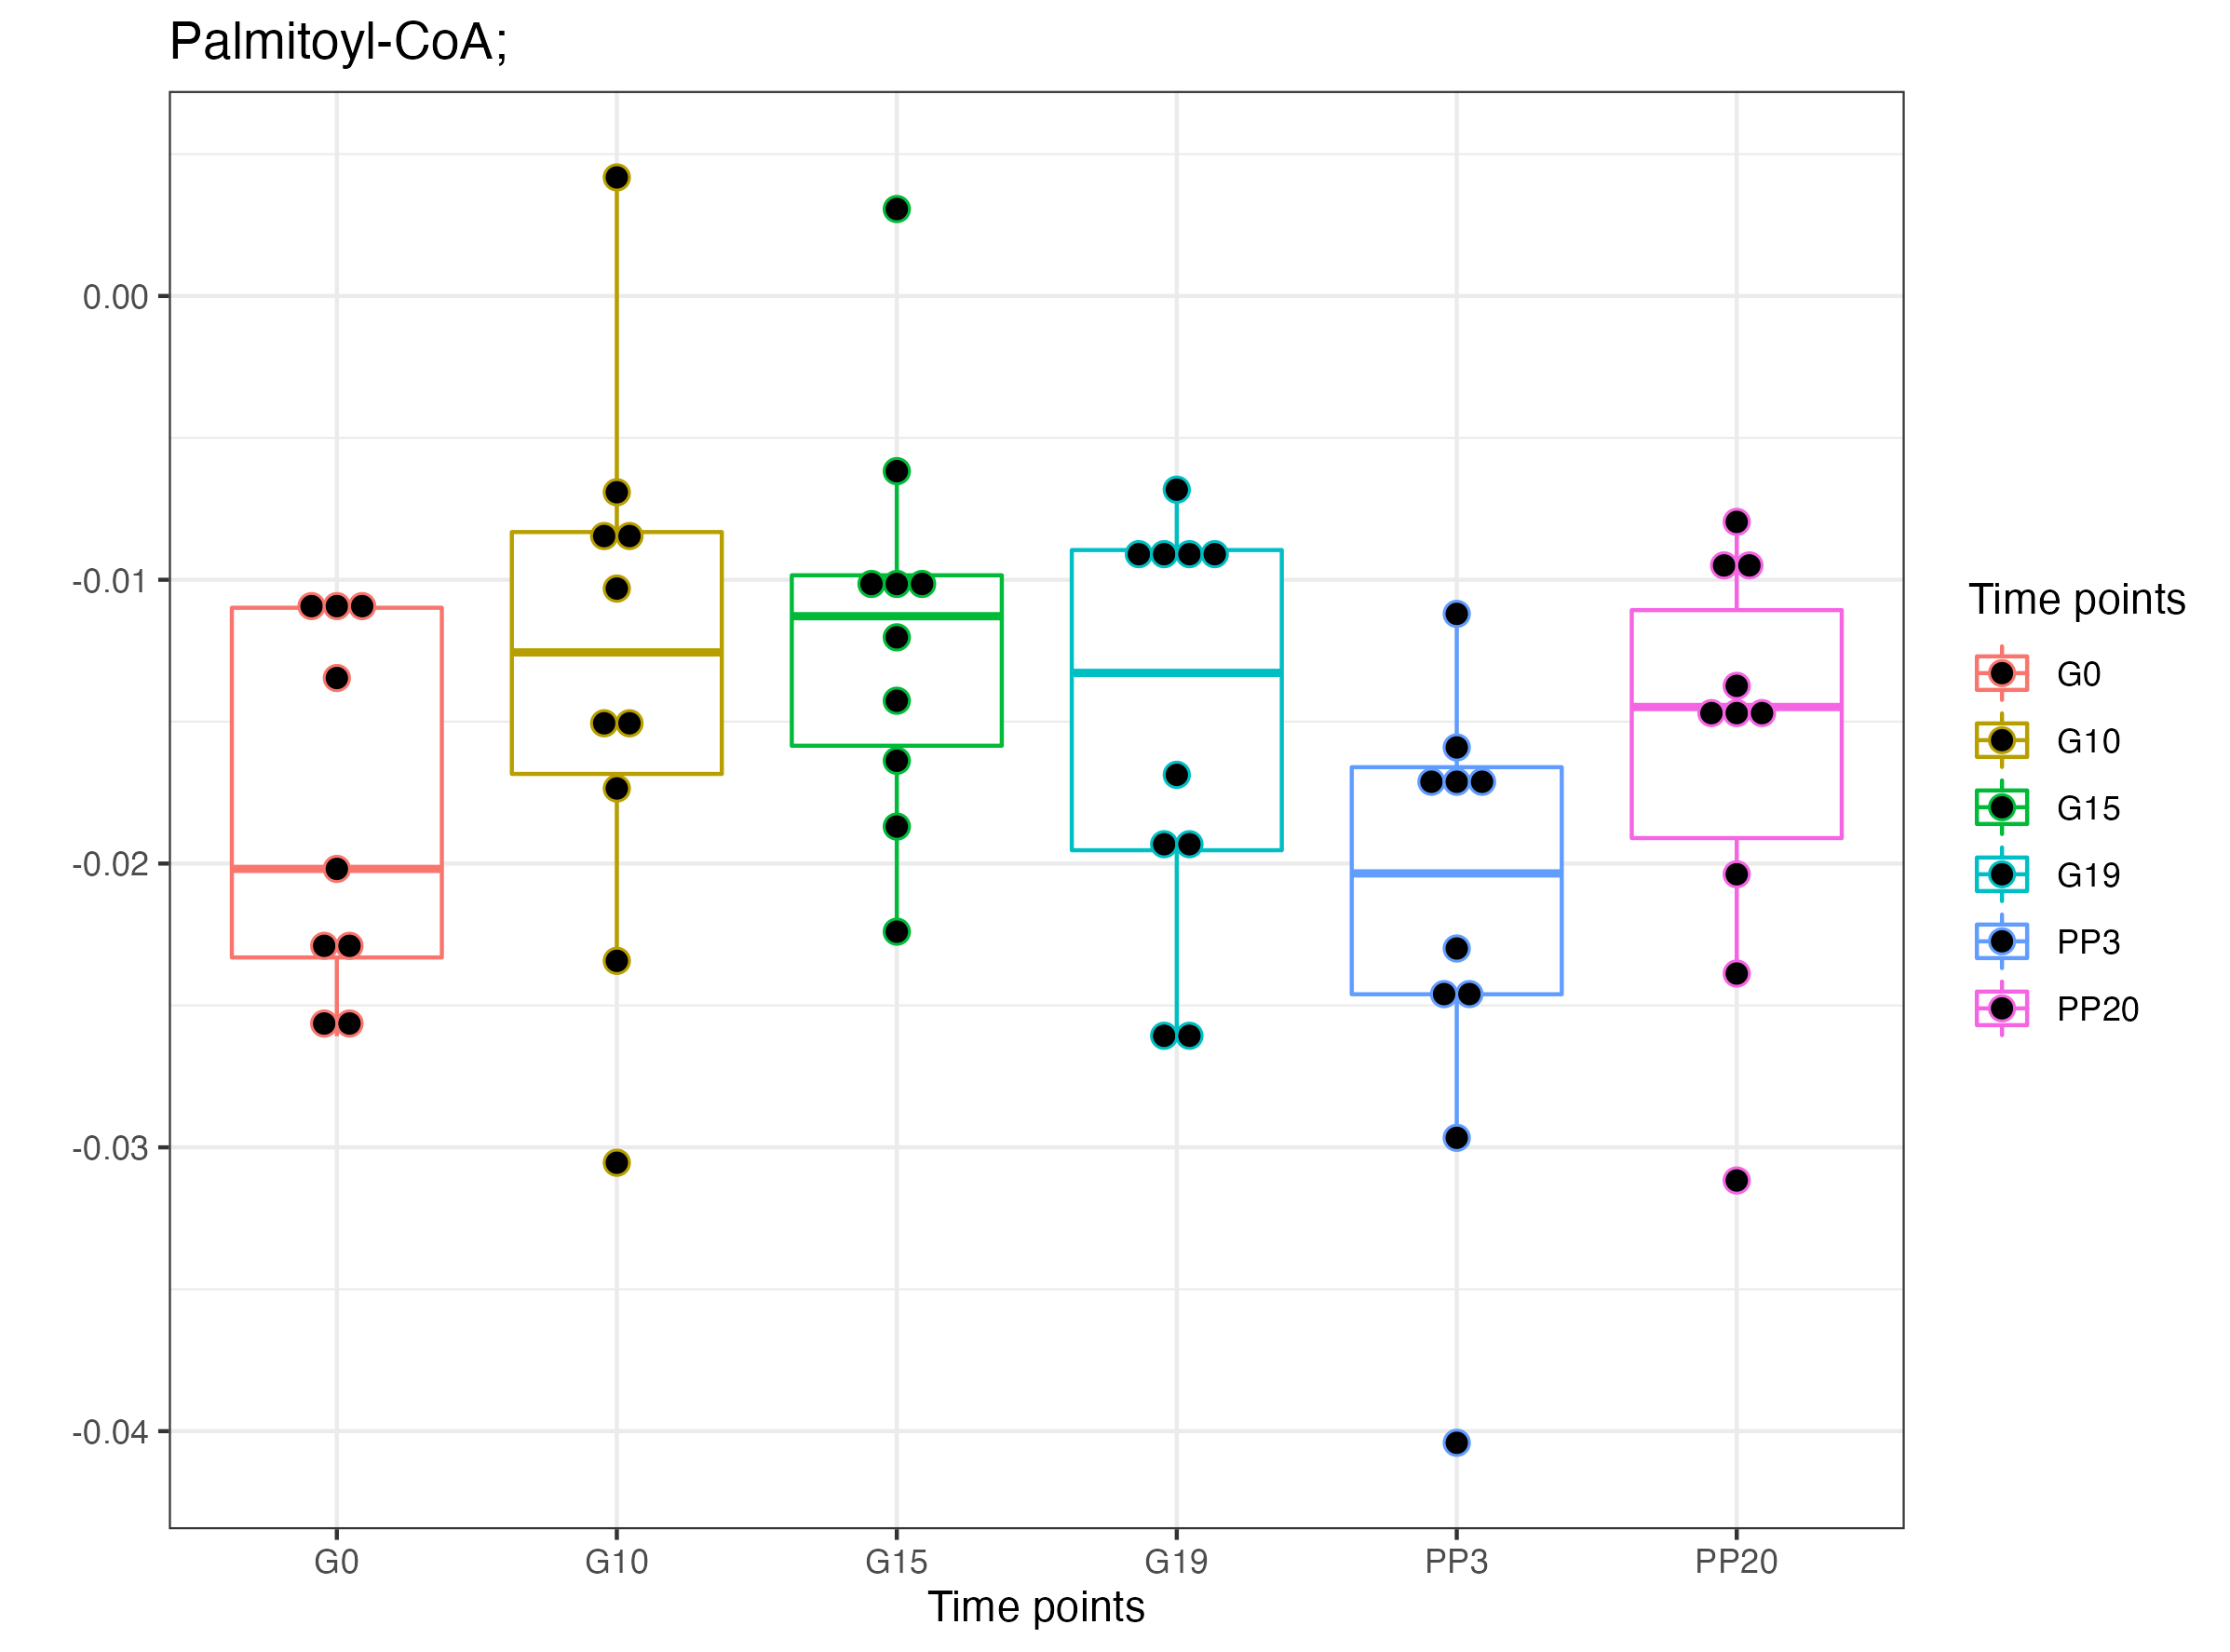 Palmitoyl-CoA;
0.00
-0.01
-0.02
-0.03
-0.04
G0 G10 G15 G19 PP3 PP20
Time points
Time points
G0
G10
G15
G19
PP3
PP20